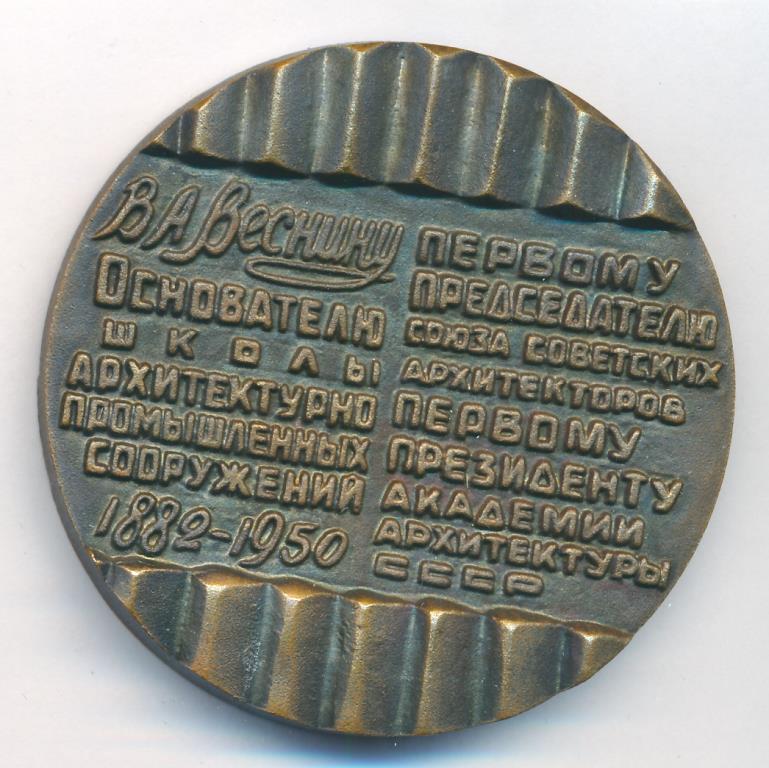 В А Веснину
Основателю
школы
архитектурно
промышленных
сооружений
1882-1950
первому
председателю
союза советских
архитекторов
первому
президенту
академии
архитектуры
СССР